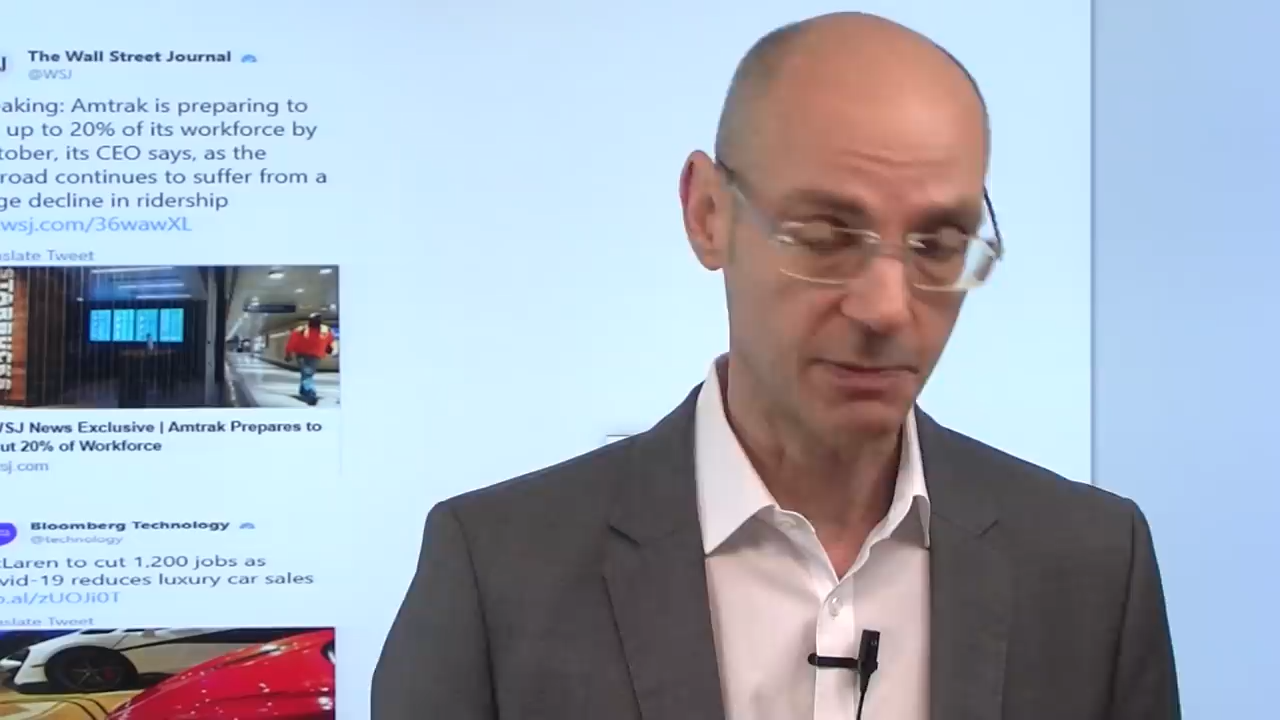 The Wall Street Journal
@WSJ
aking: Amtrak is preparing to
up to 20% of its workforce by
tober, its CEO says, as the
road continues to suffer from a
ge decline in ridership
wsj.com/36wawXL
slate Tweet
STARBUCKS
WSJ News Exclusive | Amtrak Prepares to
ut 20% of Workforce
sj.com
Bloomberg Technology
@technology
cLaren to cut 1,200 jobs as
vid-19 reduces luxury car sales
o.al/zUOJi0T
slate Tweet